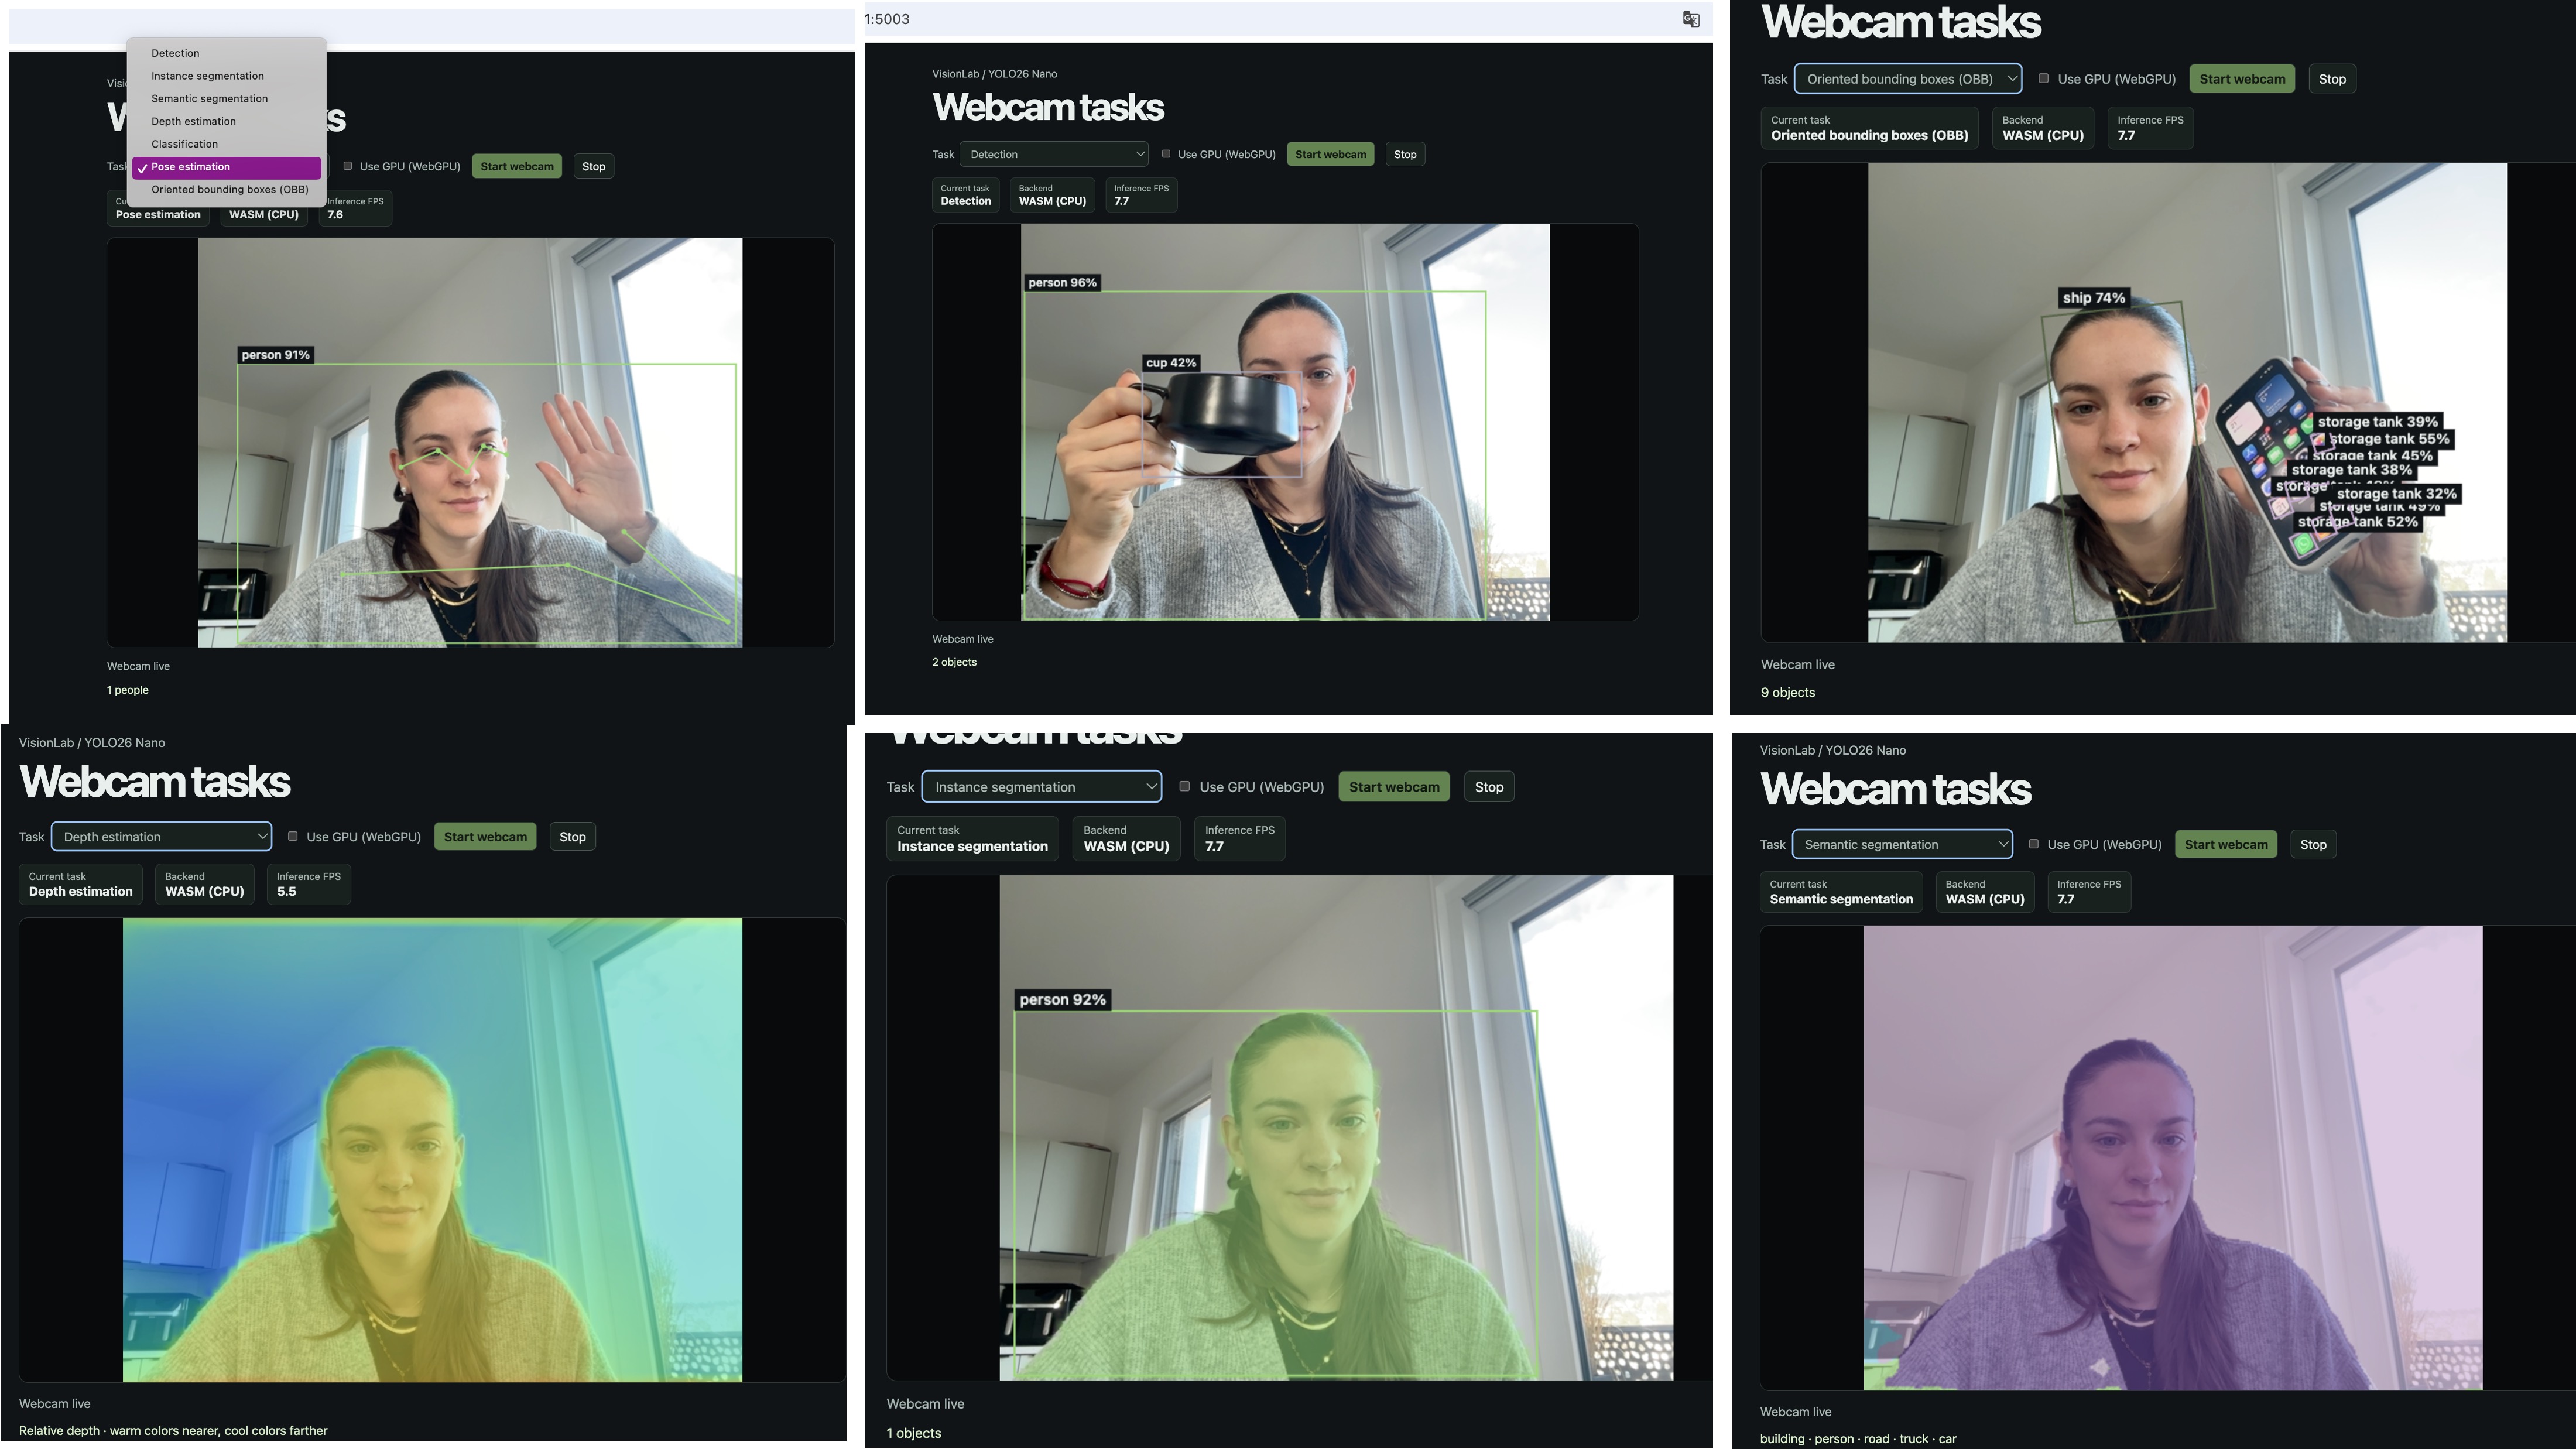 Detection
Instance segmentation
Semantic segmentation
Depth estimation
Classification
✓ Pose estimation
Oriented bounding boxes (OBB)
Use GPU (WebGPU) Start webcam Stop
Pose estimation WASM (CPU)
Inference FPS
7.6
person 91%
Webcam live
1 people
1:5003
VisionLab / YOLO26 Nano
Webcam tasks
Task Detection Use GPU (WebGPU) Start webcam Stop
Current task Backend Inference FPS
Detection WASM (CPU) 7.7
person 96%
cup 42%
Webcam live
2 objects
Webcam tasks
Task Oriented bounding boxes (OBB) Use GPU (WebGPU) Start webcam Stop
Current task Backend Inference FPS
Oriented bounding boxes (OBB) WASM (CPU) 7.7
ship 74%
storage tank 39%
storage tank 55%
storage tank 45%
storage tank 38%
storage tank 32%
storage tank 49%
storage tank 52%
Webcam live
9 objects
VisionLab / YOLO26 Nano
Webcam tasks
Task Depth estimation Use GPU (WebGPU) Start webcam Stop
Current task Backend Inference FPS
Depth estimation WASM (CPU) 5.5
Webcam live
Relative depth · warm colors nearer, cool colors farther
Webcam tasks
Task Instance segmentation Use GPU (WebGPU) Start webcam Stop
Current task Backend Inference FPS
Instance segmentation WASM (CPU) 7.7
person 92%
Webcam live
1 objects
VisionLab / YOLO26 Nano
Webcam tasks
Task Semantic segmentation Use GPU (WebGPU) Start webcam Stop
Current task Backend Inference FPS
Semantic segmentation WASM (CPU) 7.7
Webcam live
building · person · road · truck · car